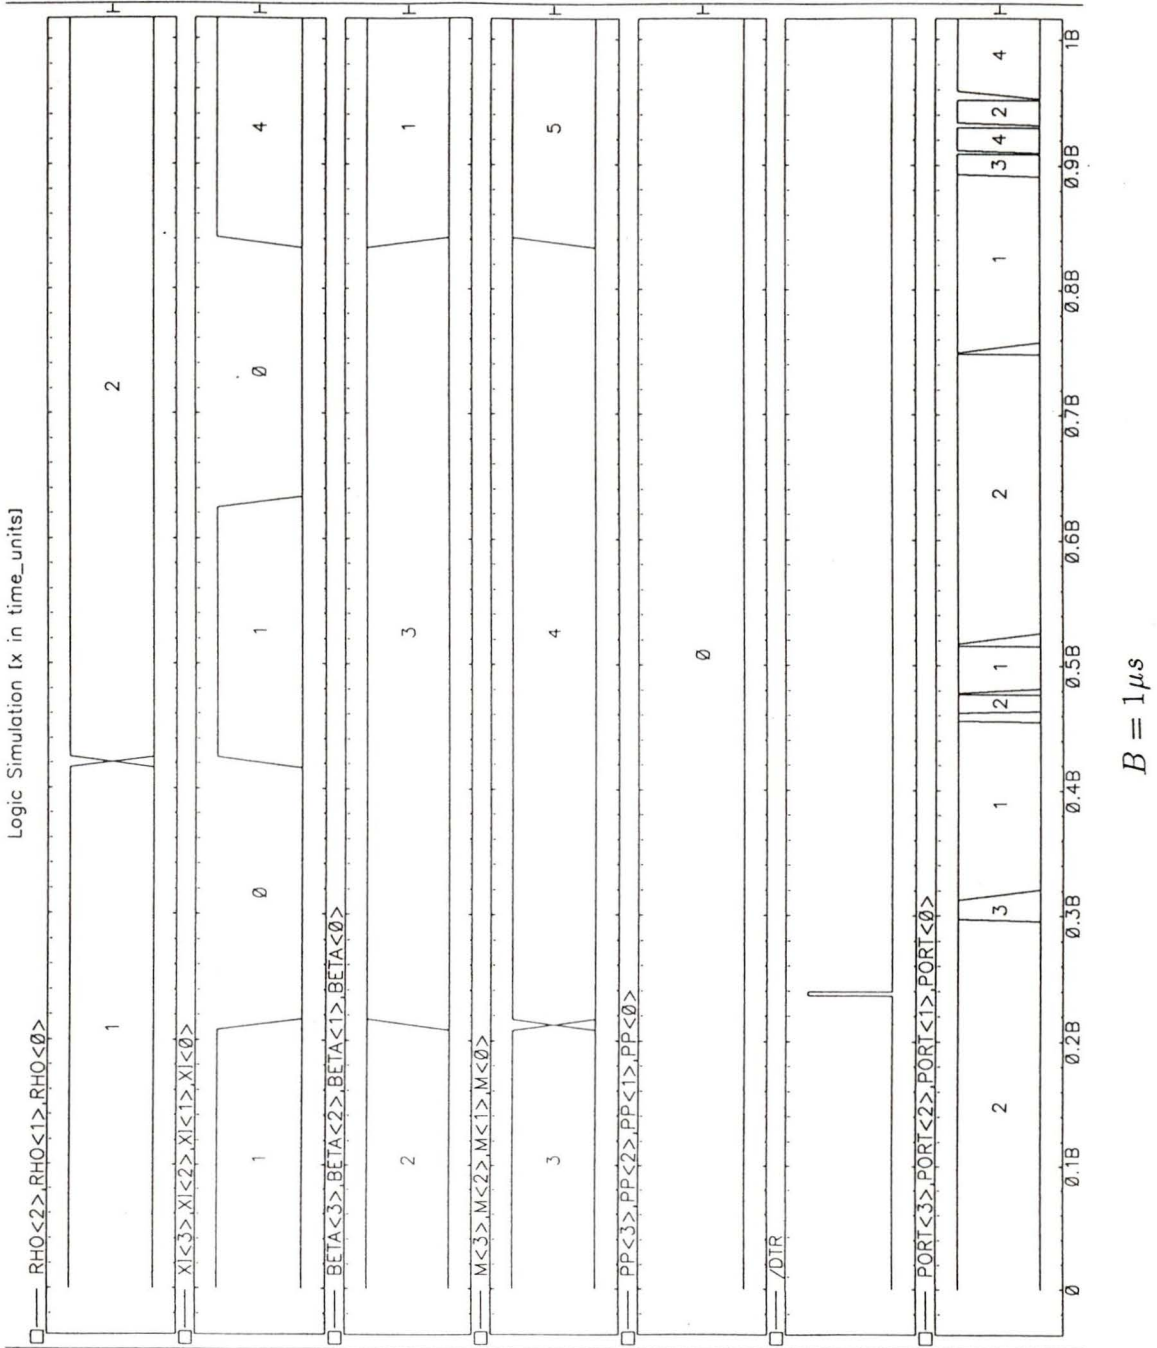 Logic Simulation [x in time_units]
RHO<2>,RHO<1>,RHO<0>
1 2
XI<3>,XI<2>,XI<1>,XI<0>
1 0 1 0 4
BETA<3>,BETA<2>,BETA<1>,BETA<0>
2 3 1
M<3>,M<2>,M<1>,M<0>
3 4 5
PP<3>,PP<2>,PP<1>,PP<0>
0
/DTR
PORT<3>,PORT<2>,PORT<1>,PORT<0>
2 3 1 2 1 2 1 3 4 2 4
0 0.1B 0.2B 0.3B 0.4B 0.5B 0.6B 0.7B 0.8B 0.9B 1B
B = 1μs